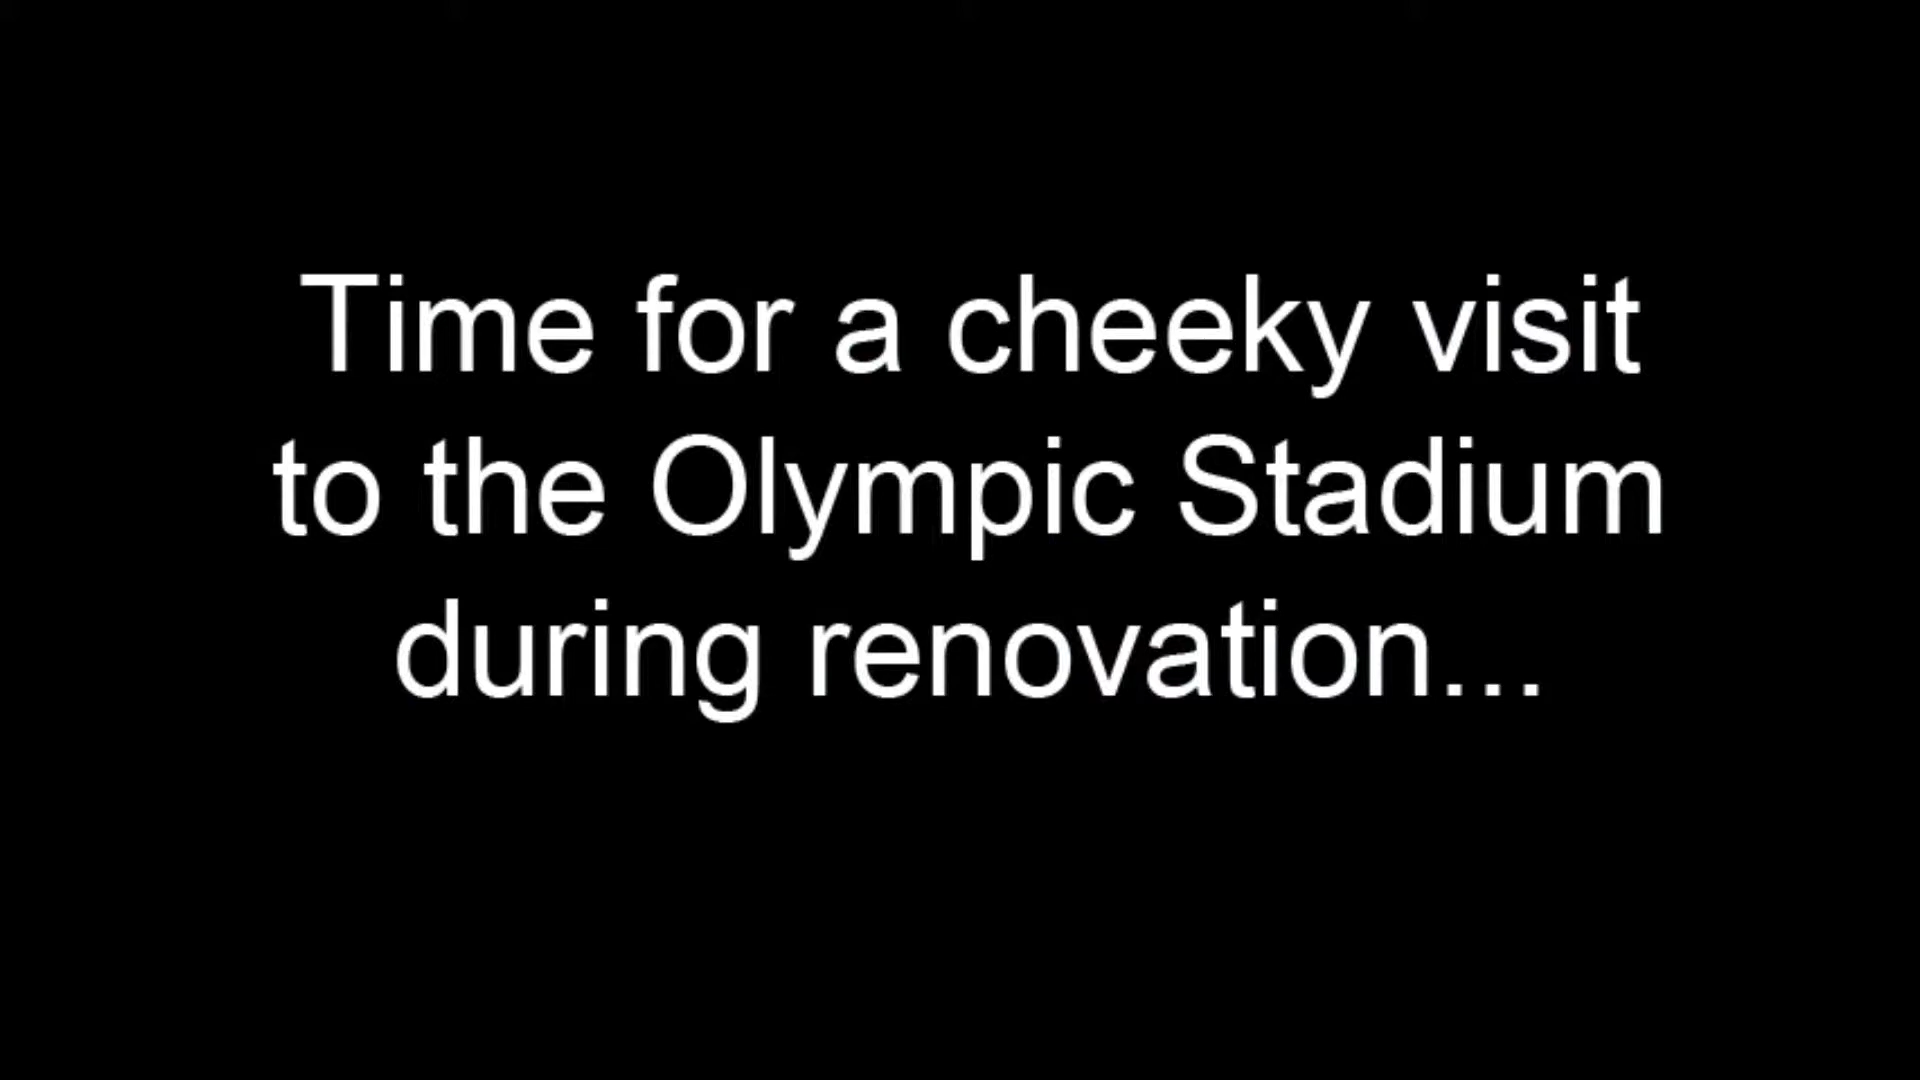 Time for a cheeky visit
to the Olympic Stadium
during renovation...